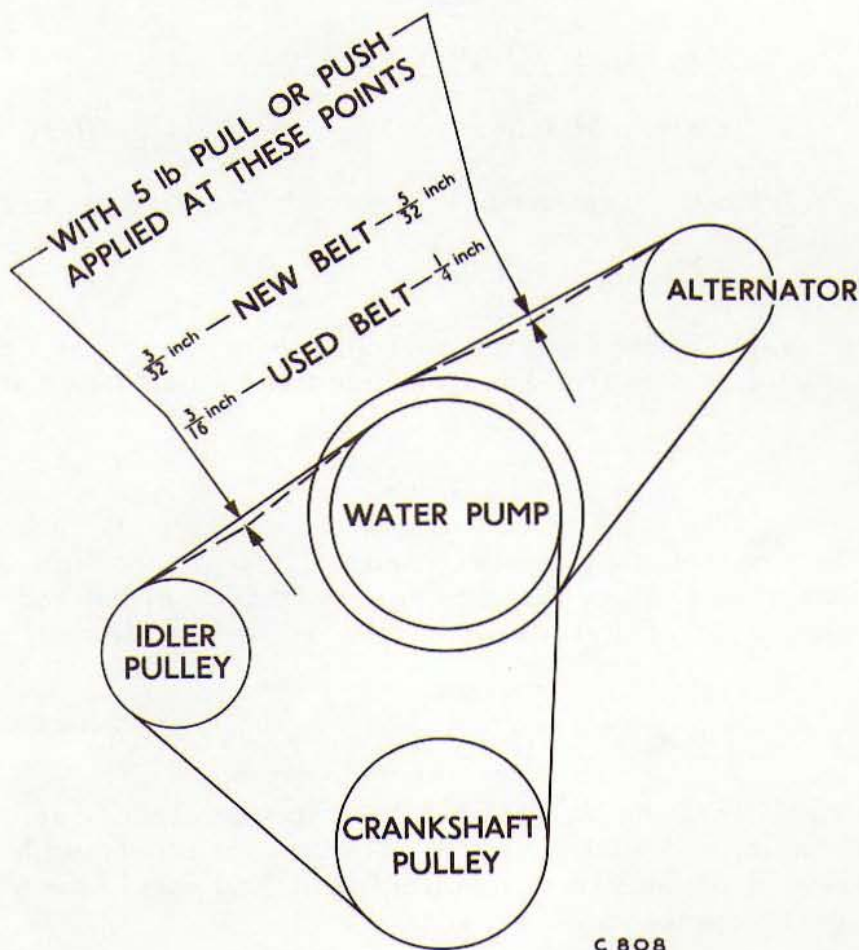 WITH 5 lb PULL OR PUSH
APPLIED AT THESE POINTS
3/32 inch — NEW BELT — 5/32 inch
3/16 inch — USED BELT — 1/4 inch
ALTERNATOR
WATER PUMP
IDLER
PULLEY
CRANKSHAFT
PULLEY
C 808